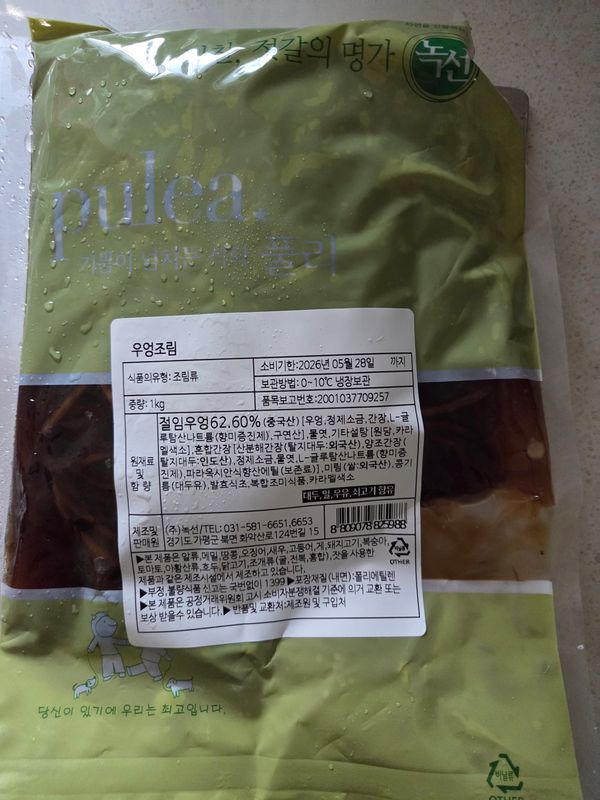 젓갈의 명가
녹선
pulea.
기쁨이 넘치는 식탁 풀리
우엉조림
식품의유형: 조림류
소비기한:2026년 05월 28일 까지
보관방법: 0~10℃ 냉장보관
중량: 1kg
품목보고번호:2001037709257
원재료 및 함량
절임우엉62.60%(중국산)[우엉,정제소금,간장,L-글
루탐산나트륨(향미증진제),구연산],물엿,기타설탕[원당,카라
멜색소],혼합간장[산분해간장(탈지대두:외국산),양조간장(
탈지대두:인도산),정제소금,물엿,L-글루탐산나트륨(향미증
진제),파라옥시안식향산에틸(보존료)],미림(쌀:외국산),콩기
름(대두유),발효식초,복합조미식품,카라멜색소
대두,밀,우유,쇠고기 함유
제조및 판매원
(주)녹선/TEL: 031-581-6651,6653
경기도 가평군 북면 화악산로124번길 15
8 809078 825988
▶본 제품은 알류,메밀,땅콩,오징어,새우,고등어,게,돼지고기,복숭아,
토마토,아황산류,호두,닭고기,조개류(굴,전복,홍합),잣을 사용한
제품과 같은 제조시설에서 제조하고 있습니다.
▶부정,불량식품 신고는 국번없이 1399 ▶포장재질(내면):폴리에틸렌
▶본 제품은 공정거래위원회 고시 소비자분쟁해결 기준에 의거 교환 또는
보상 받을수 있습니다.▶반품및 교환처:제조원 및 구입처
OTHER
당신이 있기에 우리는 최고입니다.
비닐류
OTHER